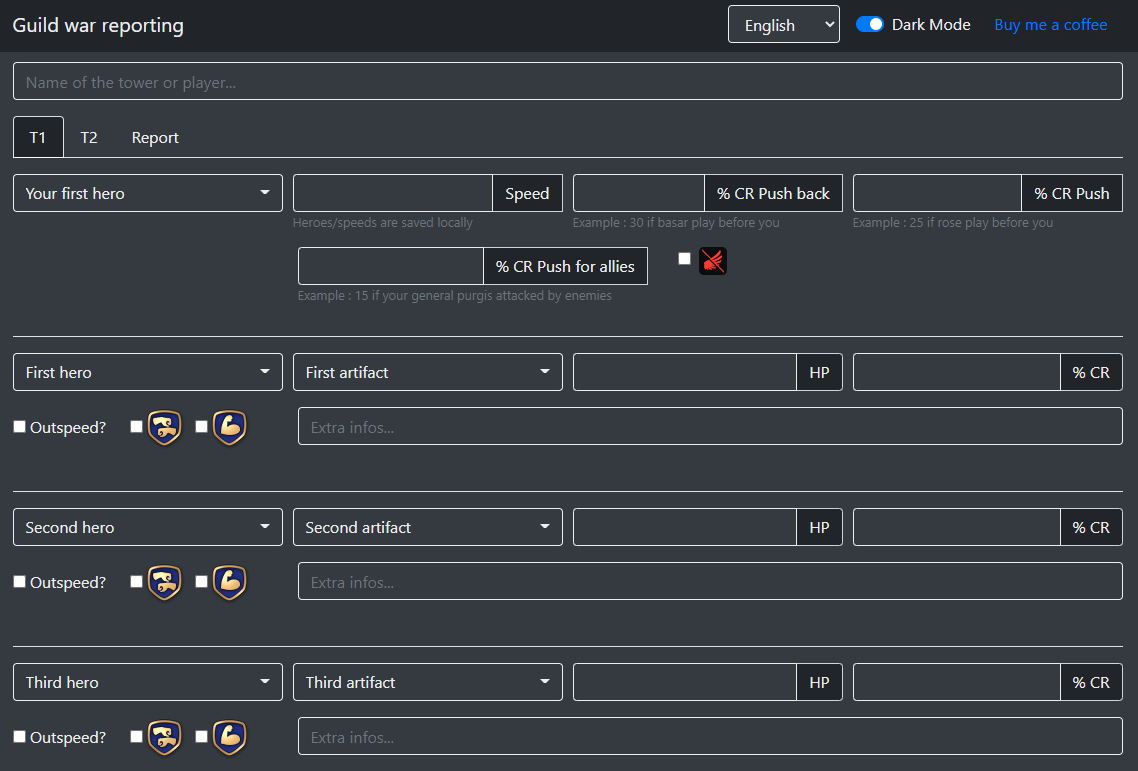 Guild war reporting English Dark Mode Buy me a coffee
Name of the tower or player...
T1 T2 Report
Your first hero Speed % CR Push back % CR Push
Heroes/speeds are saved locally Example : 30 if basar play before you Example : 25 if rose play before you
% CR Push for allies
Example : 15 if your general purgis attacked by enemies
First hero First artifact HP % CR
Outspeed? Extra infos...
Second hero Second artifact HP % CR
Outspeed? Extra infos...
Third hero Third artifact HP % CR
Outspeed? Extra infos...